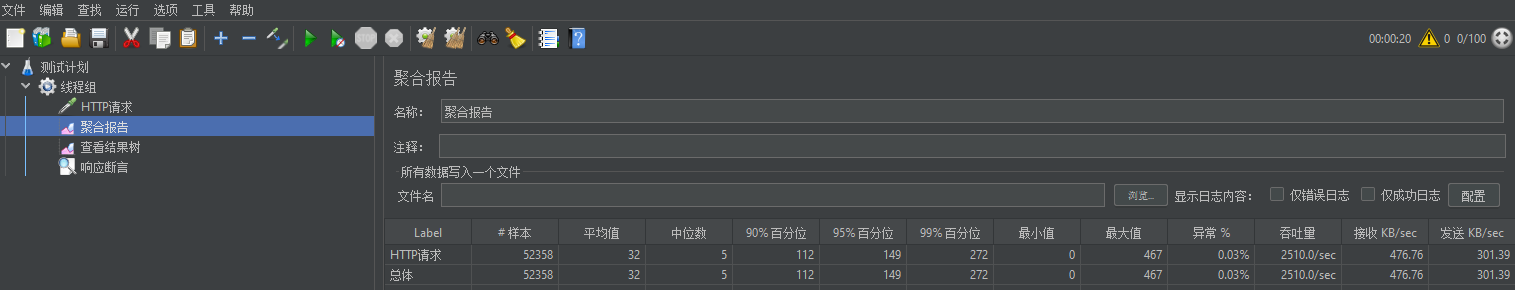 文件 编辑 查找 运行 选项 工具 帮助
00:00:20 0 0/100
测试计划
线程组
HTTP请求
聚合报告
查看结果树
响应断言
聚合报告
名称: 聚合报告
注释:
所有数据写入一个文件
文件名 浏览... 显示日志内容: 仅错误日志 仅成功日志 配置
Label # 样本 平均值 中位数 90% 百分位 95% 百分位 99% 百分位 最小值 最大值 异常 % 吞吐量 接收 KB/sec 发送 KB/sec
HTTP请求 52358 32 5 112 149 272 0 467 0.03% 2510.0/sec 476.76 301.39
总体 52358 32 5 112 149 272 0 467 0.03% 2510.0/sec 476.76 301.39